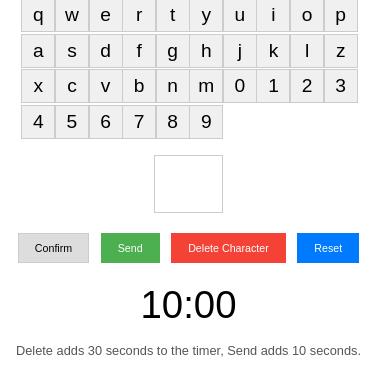 q w e r t y u i o p
a s d f g h j k l z
x c v b n m 0 1 2 3
4 5 6 7 8 9
Confirm Send Delete Character Reset
10:00
Delete adds 30 seconds to the timer, Send adds 10 seconds.